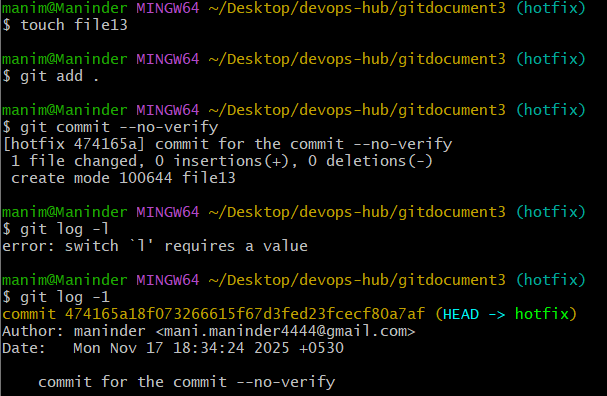 manim@Maninder MINGW64 ~/Desktop/devops-hub/gitdocument3 (hotfix)
$ touch file13
manim@Maninder MINGW64 ~/Desktop/devops-hub/gitdocument3 (hotfix)
$ git add .
manim@Maninder MINGW64 ~/Desktop/devops-hub/gitdocument3 (hotfix)
$ git commit --no-verify
[hotfix 474165a] commit for the commit --no-verify
 1 file changed, 0 insertions(+), 0 deletions(-)
 create mode 100644 file13
manim@Maninder MINGW64 ~/Desktop/devops-hub/gitdocument3 (hotfix)
$ git log -l
error: switch `l' requires a value
manim@Maninder MINGW64 ~/Desktop/devops-hub/gitdocument3 (hotfix)
$ git log -1
commit 474165a18f073266615f67d3fed23fcecf80a7af (HEAD -> hotfix)
Author: maninder <mani.maninder4444@gmail.com>
Date:   Mon Nov 17 18:34:24 2025 +0530
    commit for the commit --no-verify